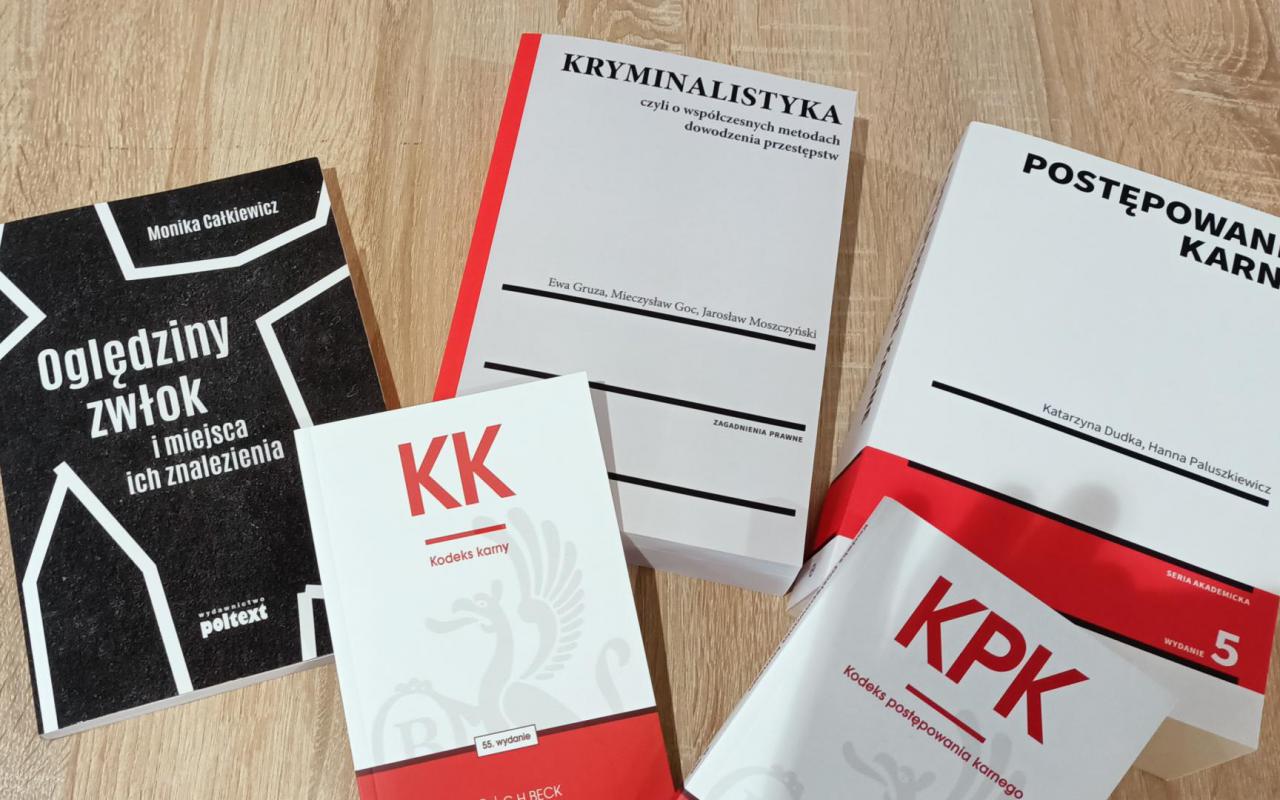 Monika Całkiewicz
Oględziny
zwłok
i miejsca
ich znalezienia
wydawnictwo
poltext
KRYMINALISTYKA
czyli o współczesnych metodach
dowodzenia przestępstw
Ewa Gruza, Mieczysław Goc, Jarosław Moszczyński
ZAGADNIENIA PRAWNE
POSTĘPOWANI
KARN
Katarzyna Dudka, Hanna Paluszkiewicz
SERIA AKADEMICKA
WYDANIE 5
KK
Kodeks karny
55. wydanie
C.H.BECK
KPK
Kodeks postępowania karnego